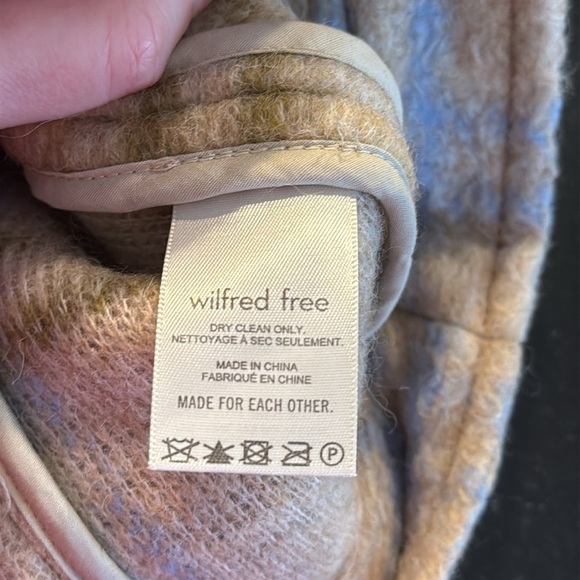 wilfred free
DRY CLEAN ONLY.
NETTOYAGE À SEC SEULEMENT.
MADE IN CHINA
FABRIQUÉ EN CHINE
MADE FOR EACH OTHER.
P